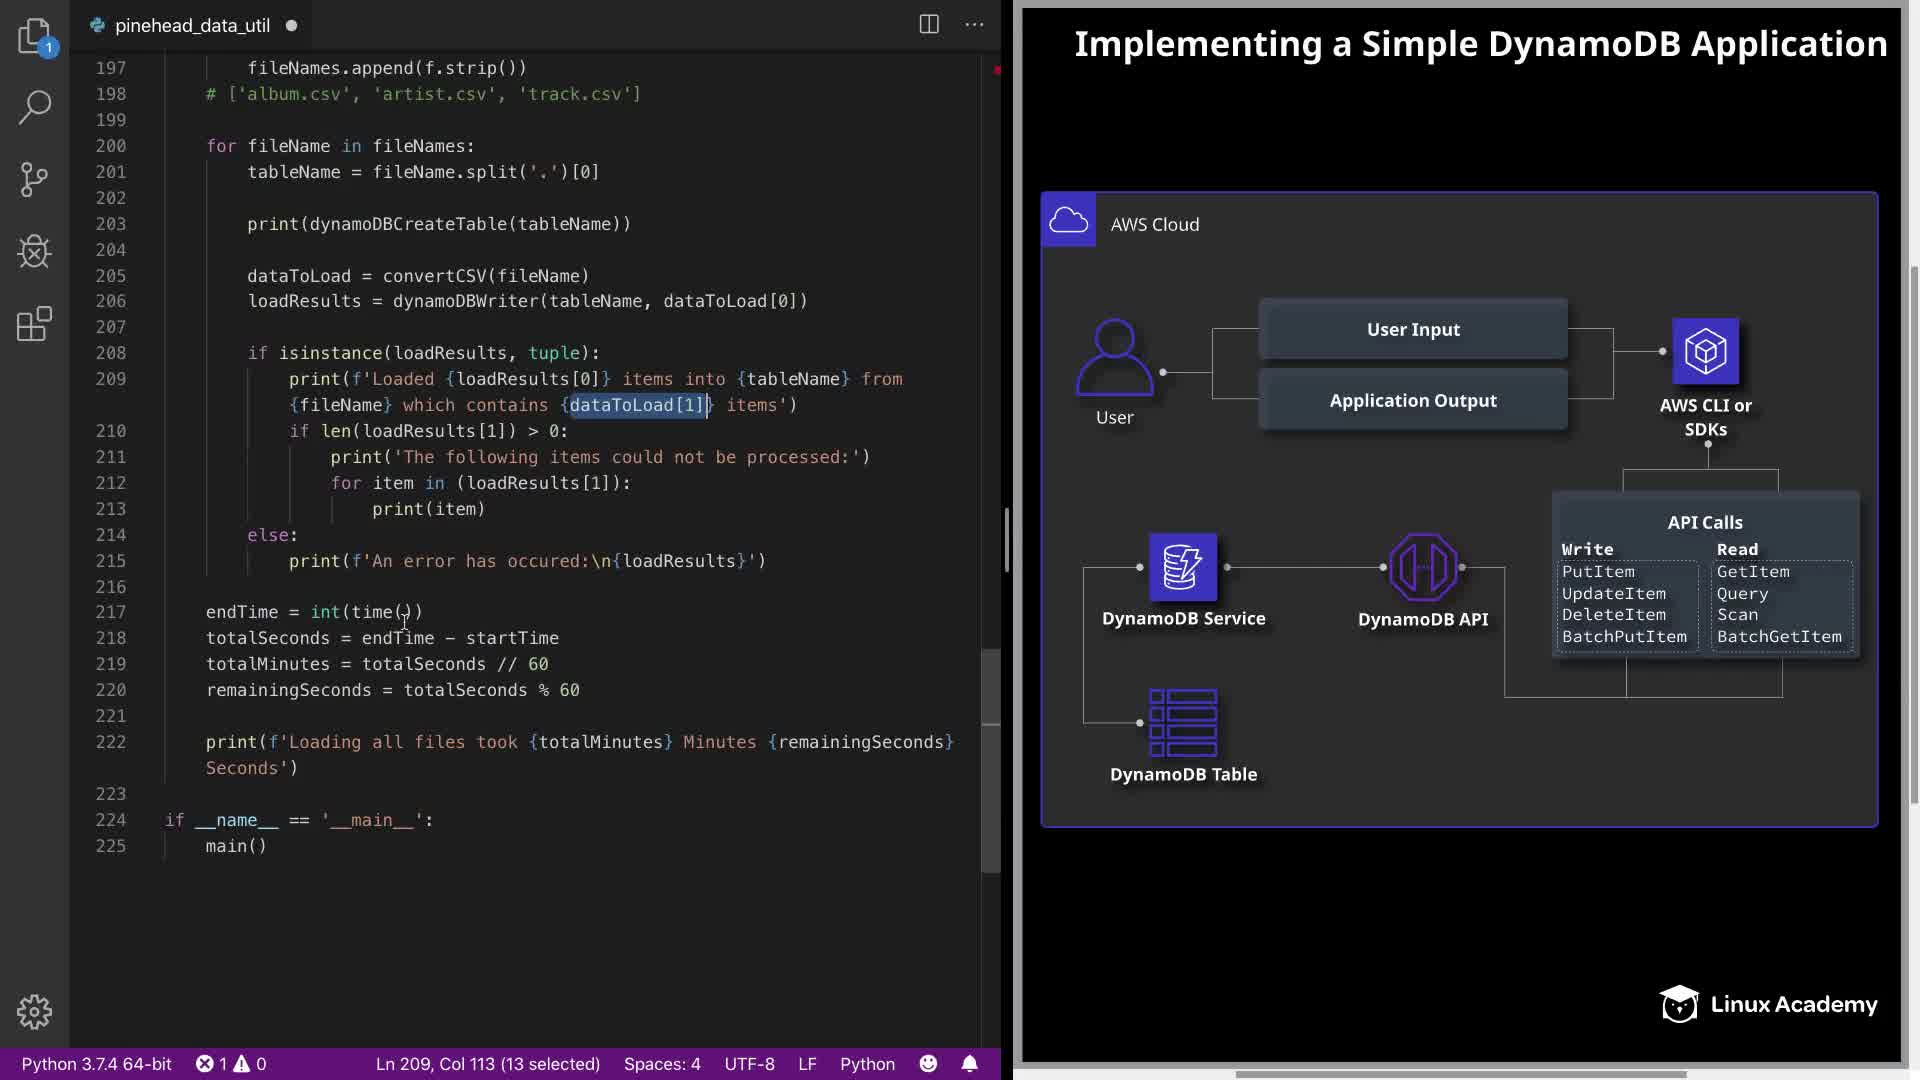 1
pinehead_data_util
197 fileNames.append(f.strip())
198 # ['album.csv', 'artist.csv', 'track.csv']
199
200 for fileName in fileNames:
201 tableName = fileName.split('.')[0]
202
203 print(dynamoDBCreateTable(tableName))
204
205 dataToLoad = convertCSV(fileName)
206 loadResults = dynamoDBWriter(tableName, dataToLoad[0])
207
208 if isinstance(loadResults, tuple):
209 print(f'Loaded {loadResults[0]} items into {tableName} from
{fileName} which contains {dataToLoad[1]} items')
210 if len(loadResults[1]) > 0:
211 print('The following items could not be processed:')
212 for item in (loadResults[1]):
213 print(item)
214 else:
215 print(f'An error has occured:\n{loadResults}')
216
217 endTime = int(time())
218 totalSeconds = endTime - startTime
219 totalMinutes = totalSeconds // 60
220 remainingSeconds = totalSeconds % 60
221
222 print(f'Loading all files took {totalMinutes} Minutes {remainingSeconds}
Seconds')
223
224 if __name__ == '__main__':
225 main()
Python 3.7.4 64-bit 1 0 Ln 209, Col 113 (13 selected) Spaces: 4 UTF-8 LF Python
Implementing a Simple DynamoDB Application
AWS Cloud
User Input
Application Output
User
AWS CLI or
SDKs
API Calls
Write Read
PutItem GetItem
UpdateItem Query
DeleteItem Scan
BatchPutItem BatchGetItem
DynamoDB Service
DynamoDB API
DynamoDB Table
Linux Academy